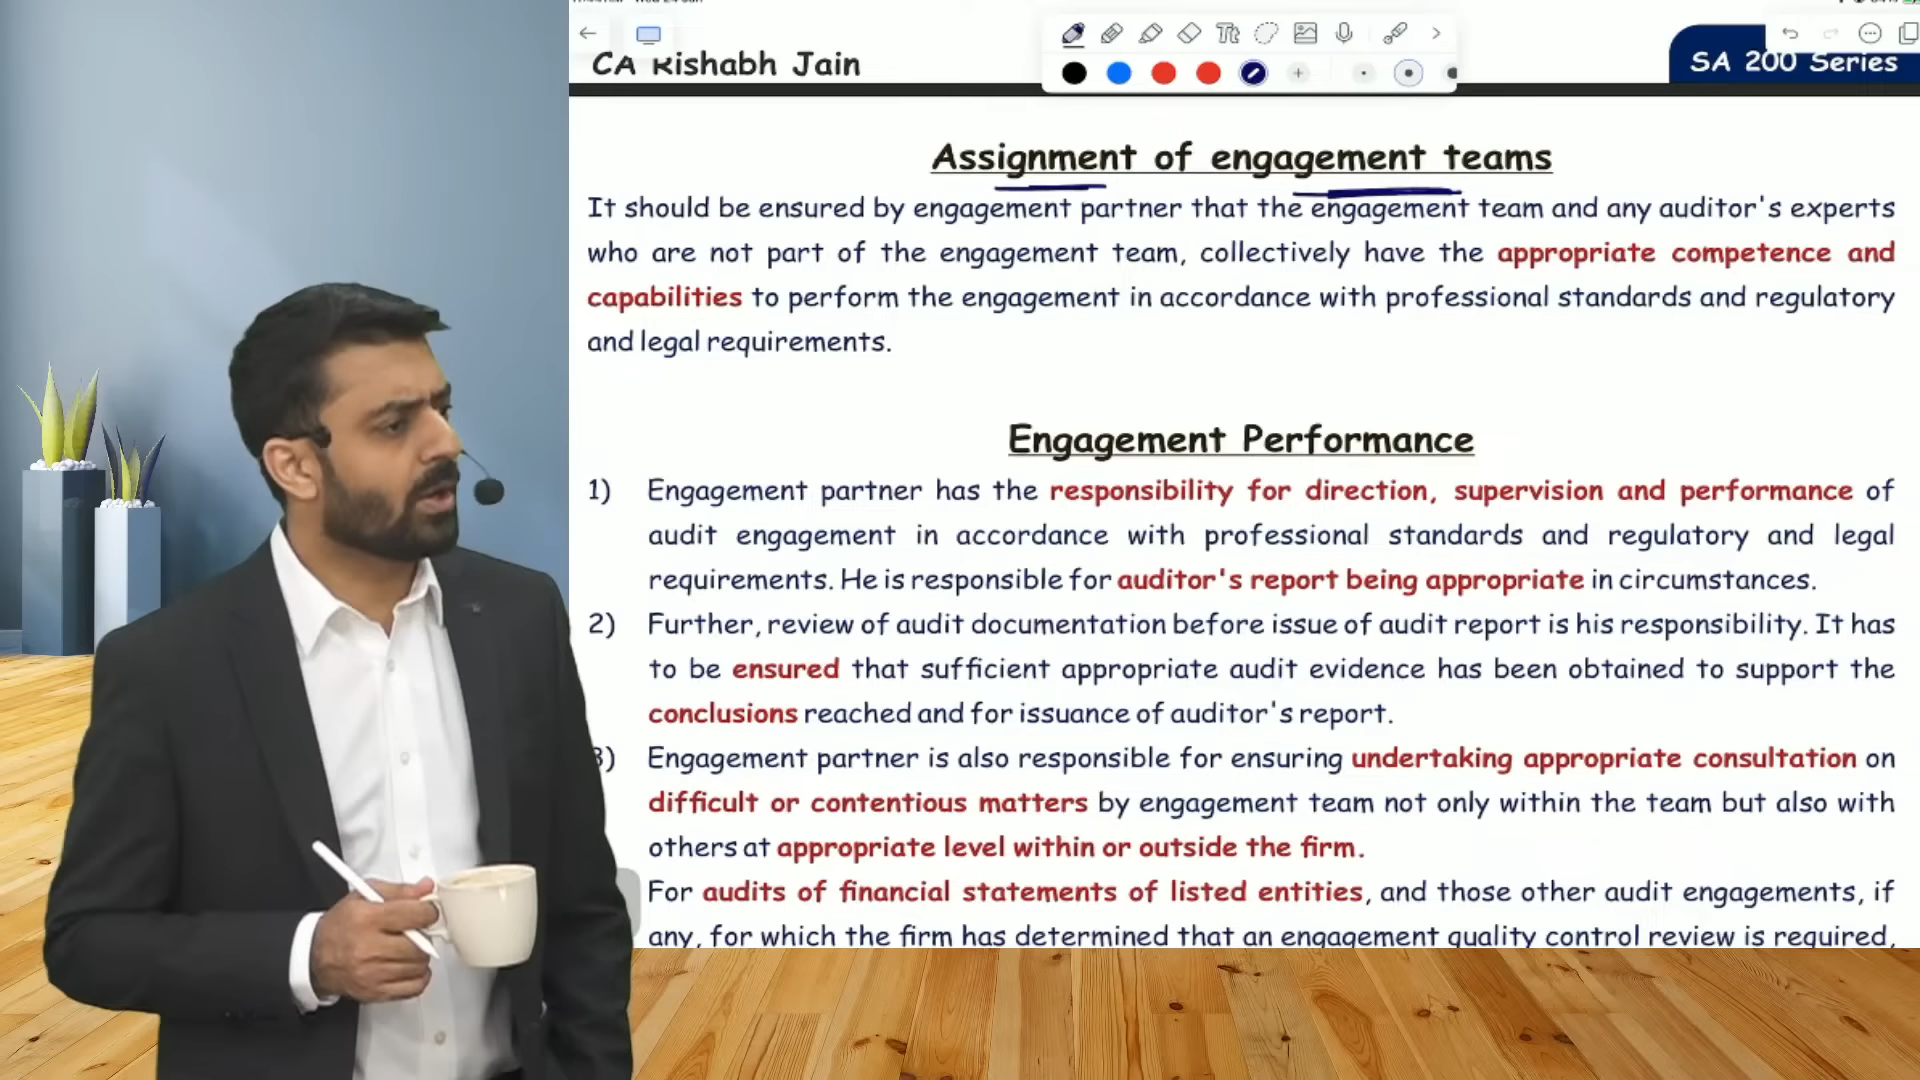 CA Rishabh Jain
SA 200 Series
Assignment of engagement teams
It should be ensured by engagement partner that the engagement team and any auditor's experts
who are not part of the engagement team, collectively have the appropriate competence and
capabilities to perform the engagement in accordance with professional standards and regulatory
and legal requirements.
Engagement Performance
1) Engagement partner has the responsibility for direction, supervision and performance of
audit engagement in accordance with professional standards and regulatory and legal
requirements. He is responsible for auditor's report being appropriate in circumstances.
2) Further, review of audit documentation before issue of audit report is his responsibility. It has
to be ensured that sufficient appropriate audit evidence has been obtained to support the
conclusions reached and for issuance of auditor's report.
3) Engagement partner is also responsible for ensuring undertaking appropriate consultation on
difficult or contentious matters by engagement team not only within the team but also with
others at appropriate level within or outside the firm.
For audits of financial statements of listed entities, and those other audit engagements, if
any, for which the firm has determined that an engagement quality control review is required,